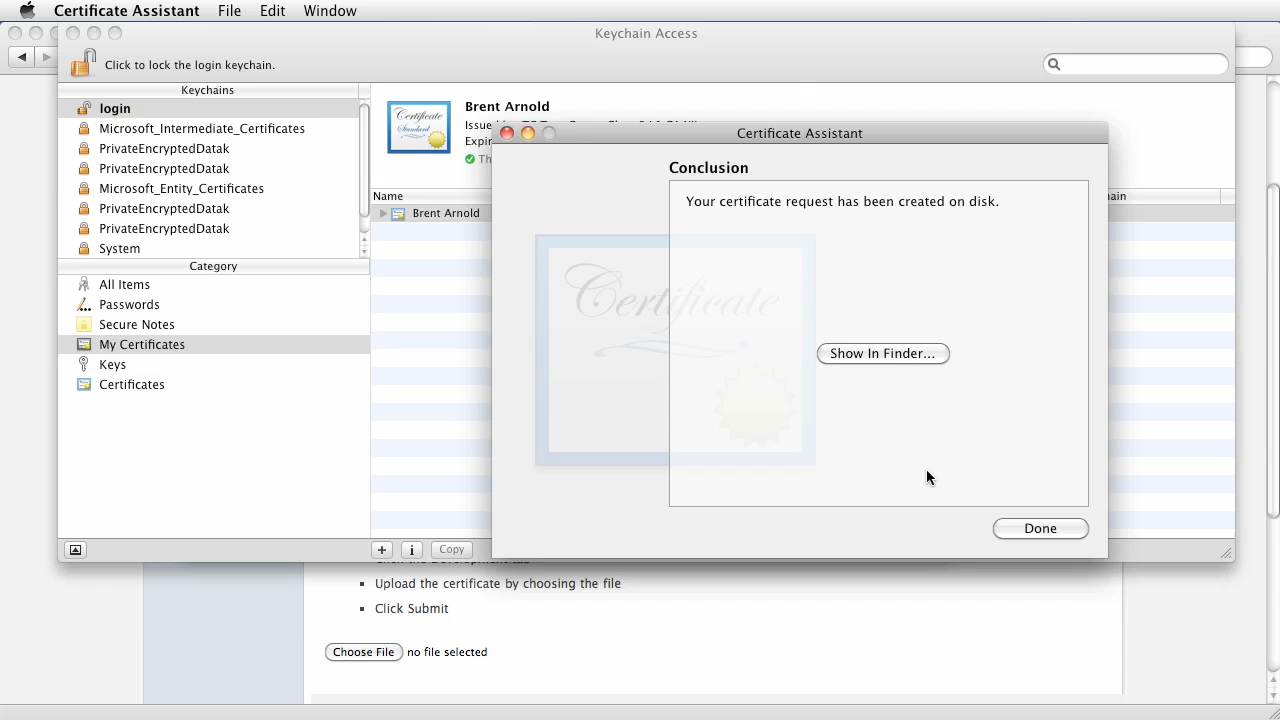 Certificate Assistant File Edit Window
Keychain Access
Click to lock the login keychain.
Keychains
login
Microsoft_Intermediate_Certificates
PrivateEncryptedDatak
PrivateEncryptedDatak
Microsoft_Entity_Certificates
PrivateEncryptedDatak
PrivateEncryptedDatak
System
Category
All Items
Passwords
Secure Notes
My Certificates
Keys
Certificates
Certificate
Standard
Brent Arnold
Name
Brent Arnold
Certificate Assistant
Conclusion
Your certificate request has been created on disk.
Certificate
Show In Finder...
Done
+ i Copy
Upload the certificate by choosing the file
Click Submit
Choose File no file selected